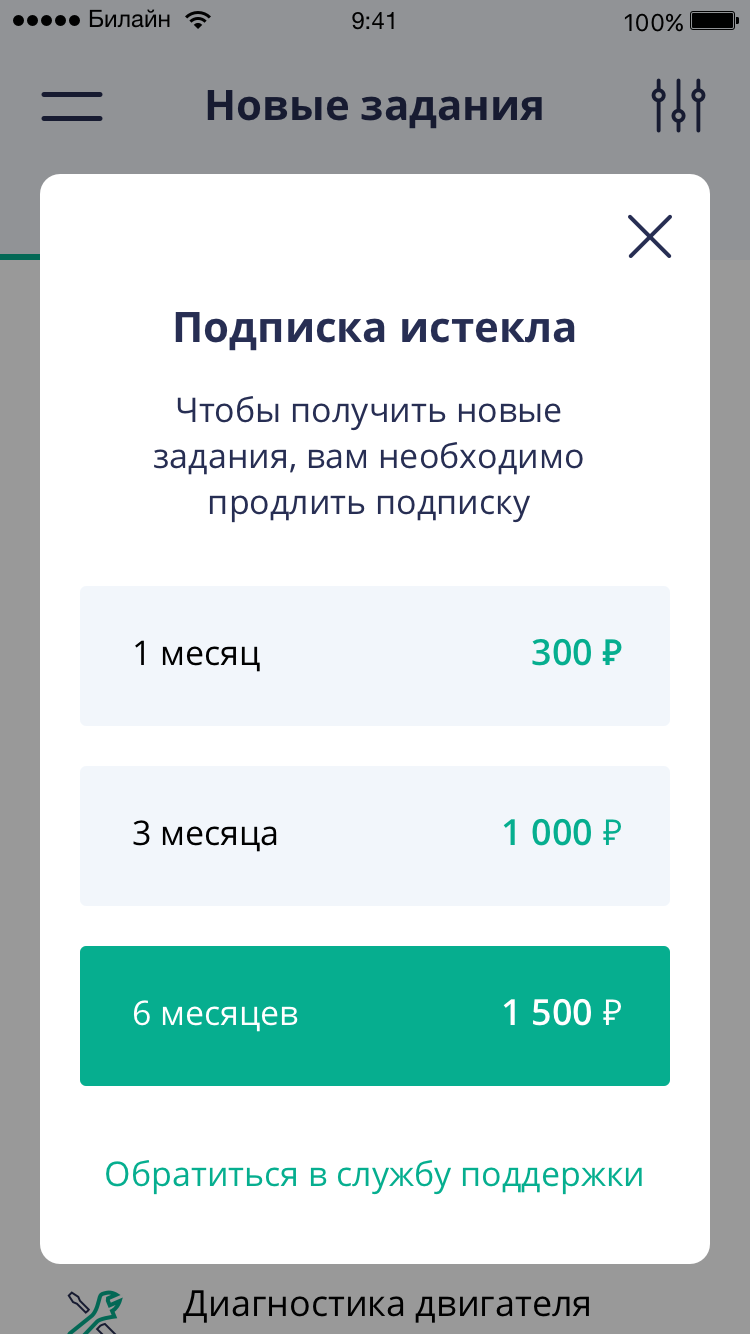 Билайн 9:41 100%
Новые задания
Подписка истекла
Чтобы получить новые
задания, вам необходимо
продлить подписку
1 месяц 300 ₽
3 месяца 1 000 ₽
6 месяцев 1 500 ₽
Обратиться в службу поддержки
Диагностика двигателя